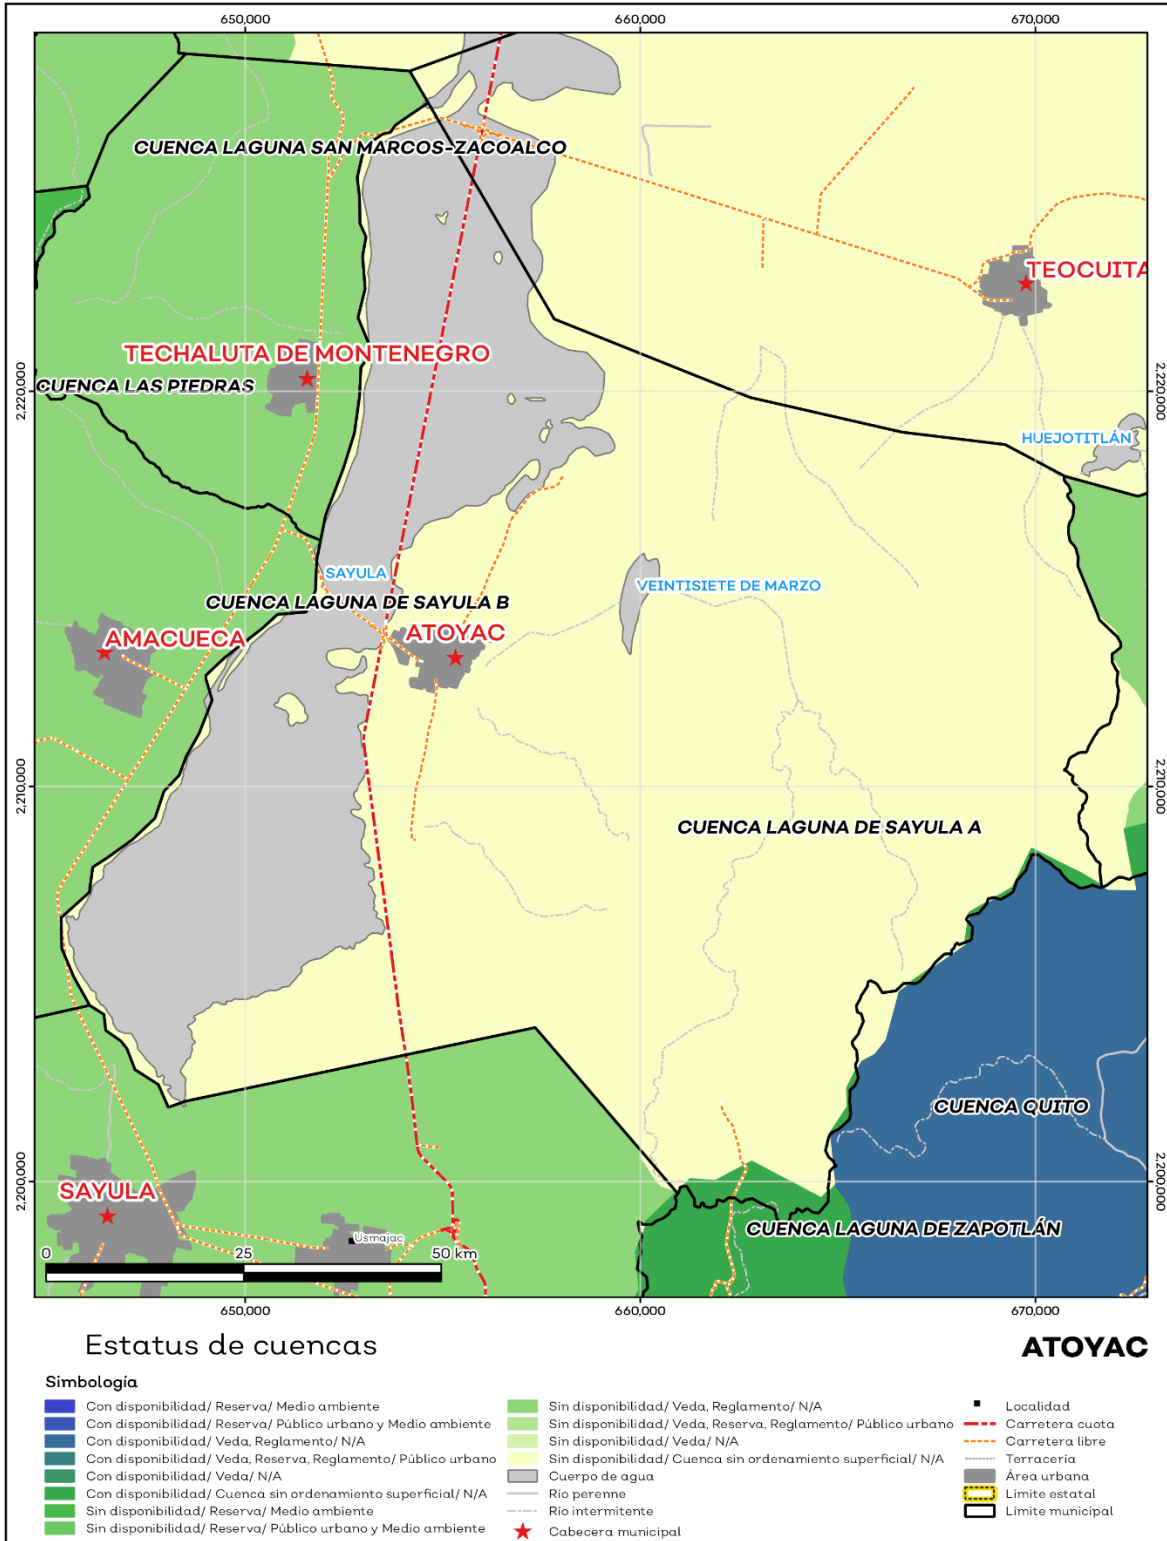 650,000 660,000 670,000
CUENCA LAGUNA SAN MARCOS-ZACOALCO
TEOCUITA
TECHALUTA DE MONTENEGRO
CUENCA LAS PIEDRAS
2,220,000 2,220,000
HUEJOTITLÁN
SAYULA
VEINTISIETE DE MARZO
CUENCA LAGUNA DE SAYULA B
AMACUECA
ATOYAC
2,210,000 2,210,000
CUENCA LAGUNA DE SAYULA A
CUENCA QUITO
2,200,000 2,200,000
SAYULA
CUENCA LAGUNA DE ZAPOTLÁN
Usmajac
0 25 50 km
650,000 660,000 670,000
Estatus de cuencas
ATOYAC
Simbología
Con disponibilidad/ Reserva/ Medio ambiente
Con disponibilidad/ Reserva/ Público urbano y Medio ambiente
Con disponibilidad/ Veda, Reglamento/ N/A
Con disponibilidad/ Veda, Reserva, Reglamento/ Público urbano
Con disponibilidad/ Veda/ N/A
Con disponibilidad/ Cuenca sin ordenamiento superficial/ N/A
Sin disponibilidad/ Reserva/ Medio ambiente
Sin disponibilidad/ Reserva/ Público urbano y Medio ambiente
Sin disponibilidad/ Veda, Reglamento/ N/A
Sin disponibilidad/ Veda, Reserva, Reglamento/ Público urbano
Sin disponibilidad/ Veda/ N/A
Sin disponibilidad/ Cuenca sin ordenamiento superficial/ N/A
Cuerpo de agua
Río perenne
Río intermitente
Cabecera municipal
Localidad
Carretera cuota
Carretera libre
Terracería
Área urbana
Límite estatal
Límite municipal